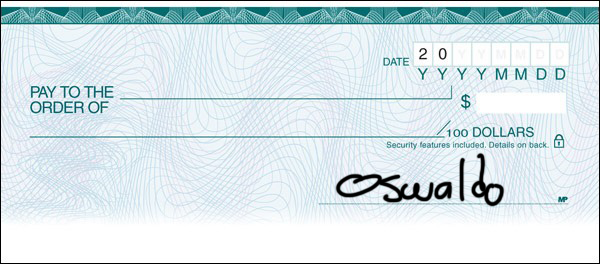 DATE 2 0 Y Y M M D D
Y Y Y Y M M D D
PAY TO THE
ORDER OF
$
100 DOLLARS
Security features included. Details on back.
Oswaldo
MP